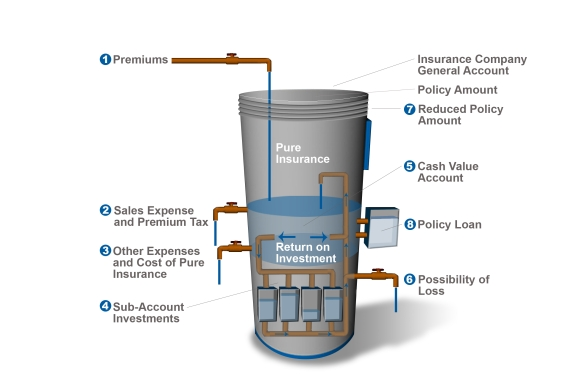 1 Premiums
Insurance Company
General Account
Policy Amount
7 Reduced Policy
Amount
Pure
Insurance
5 Cash Value
Account
2 Sales Expense
and Premium Tax
8 Policy Loan
3 Other Expenses
and Cost of Pure
Insurance
Return on
Investment
6 Possibility of
Loss
4 Sub-Account
Investments